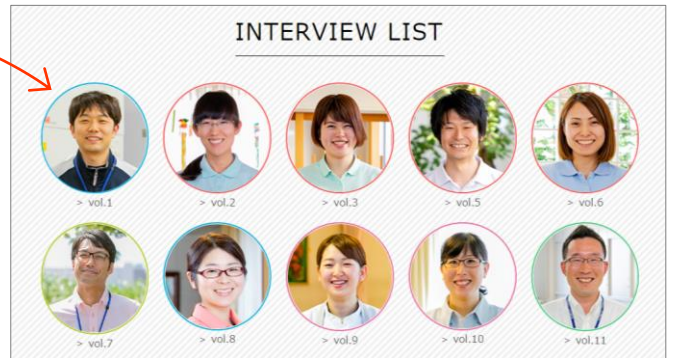 INTERVIEW LIST
> vol.1 > vol.2 > vol.3 > vol.5 > vol.6
> vol.7 > vol.8 > vol.9 > vol.10 > vol.11